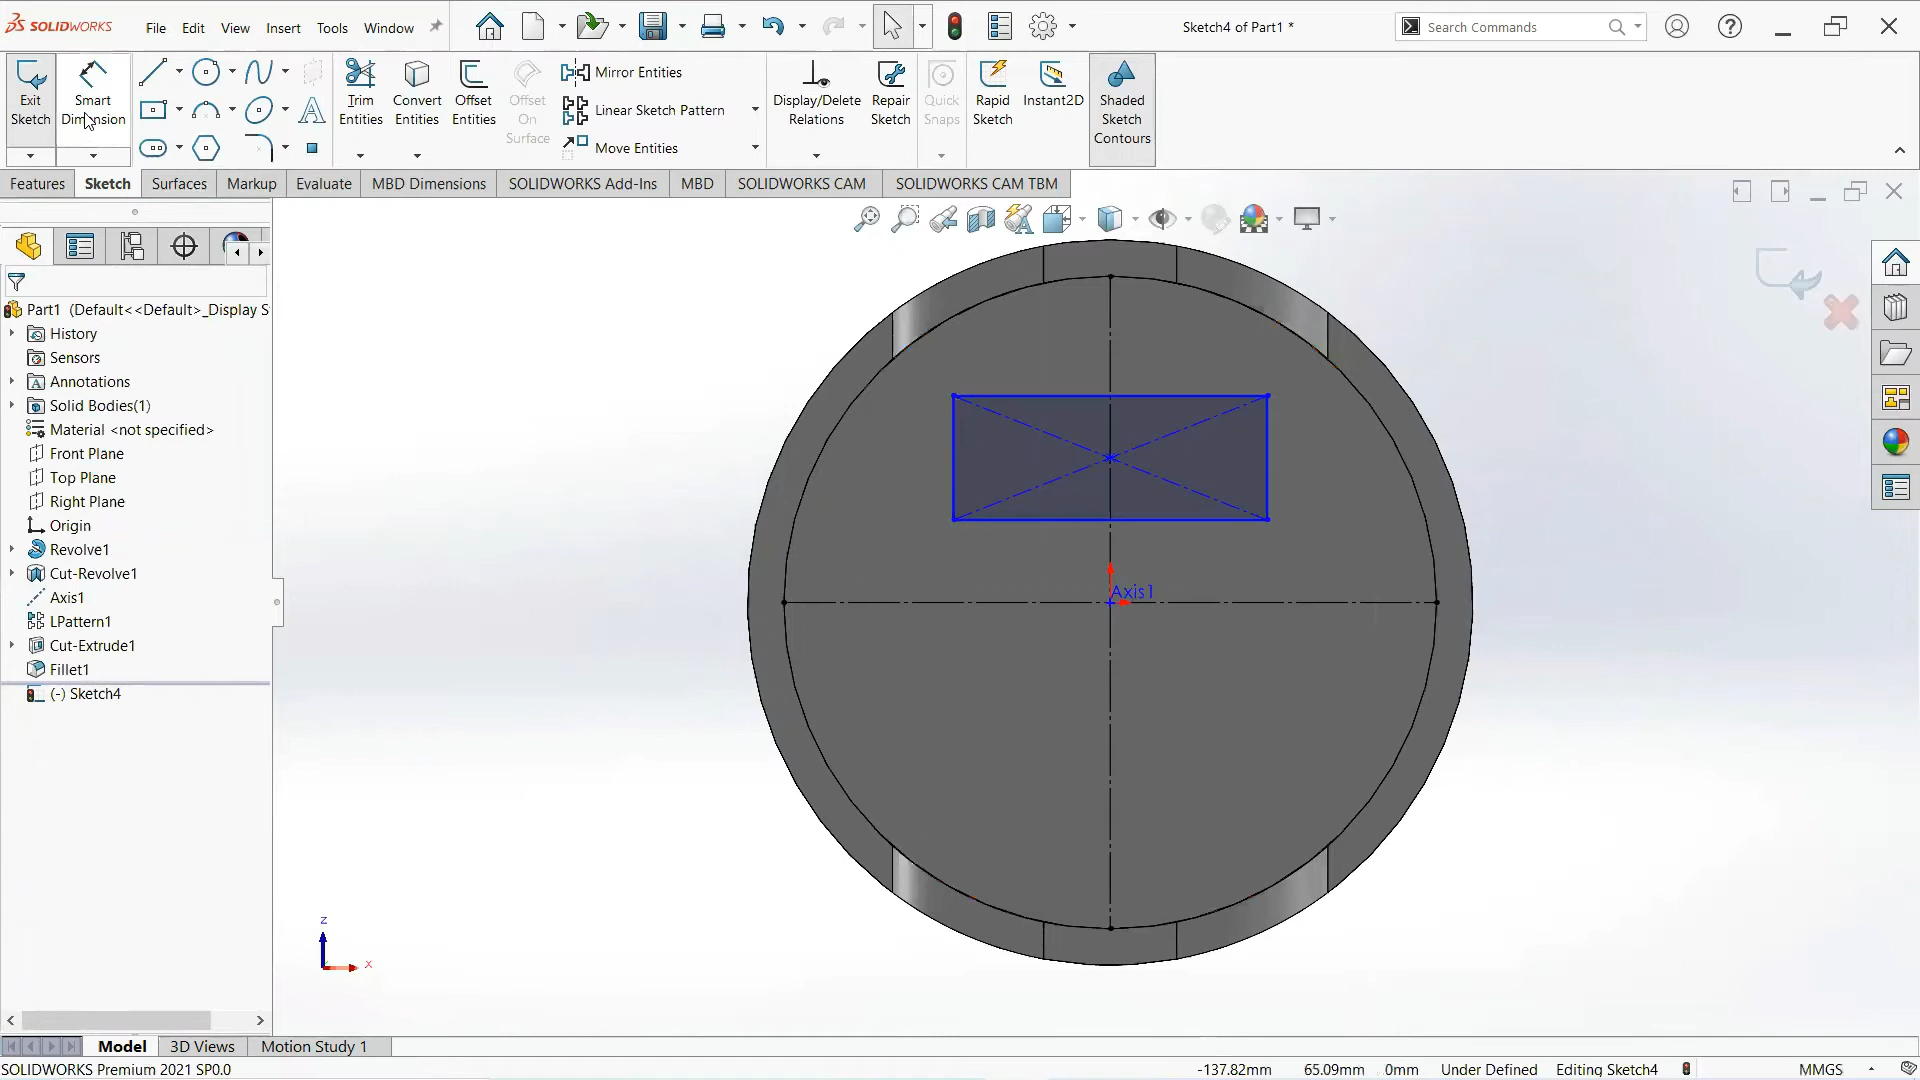 SOLIDWORKS
File
Edit
View
Insert
Tools
Window
Sketch4 of Part1 *
Search Commands
Exit
Sketch
Smart
Dimension
Trim
Entities
Convert
Entities
Offset
Entities
Offset
On
Surface
Mirror Entities
Linear Sketch Pattern
Move Entities
Display/Delete
Relations
Repair
Sketch
Quick
Snaps
Rapid
Sketch
Instant2D
Shaded
Sketch
Contours
Features
Sketch
Surfaces
Markup
Evaluate
MBD Dimensions
SOLIDWORKS Add-Ins
MBD
SOLIDWORKS CAM
SOLIDWORKS CAM TBM
Part1 (Default<<Default>_Display S
History
Sensors
Annotations
Solid Bodies(1)
Material <not specified>
Front Plane
Top Plane
Right Plane
Origin
Revolve1
Cut-Revolve1
Axis1
LPattern1
Cut-Extrude1
Fillet1
(-) Sketch4
Axis1
z
x
Model
3D Views
Motion Study 1
SOLIDWORKS Premium 2021 SP0.0
-137.82mm
65.09mm
0mm
Under Defined
Editing Sketch4
MMGS